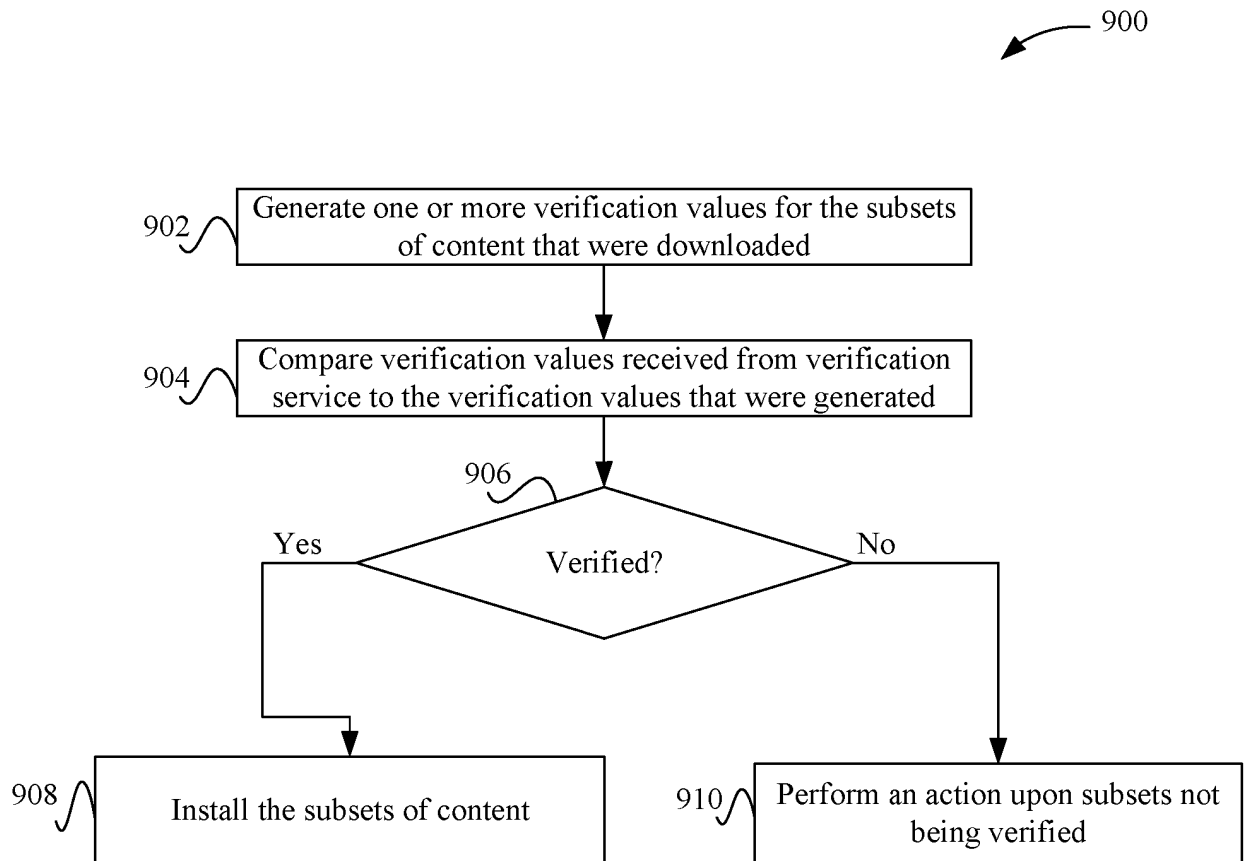 900
902
Generate one or more verification values for the subsets
of content that were downloaded
904
Compare verification values received from verification
service to the verification values that were generated
906
Yes
Verified?
No
908
Install the subsets of content
910
Perform an action upon subsets not
being verified